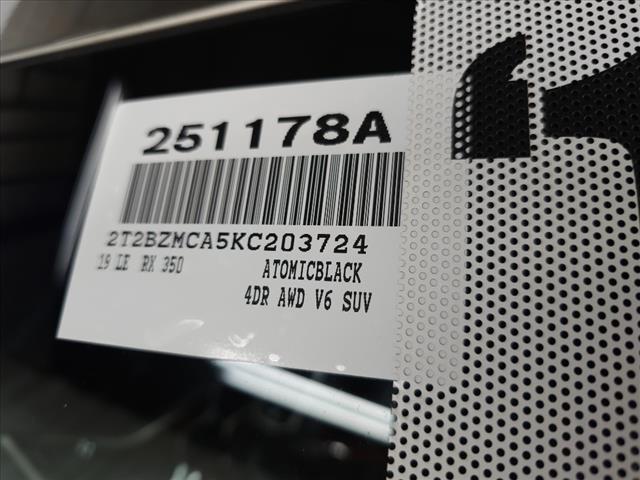 251178A
2T2BZMCA5KC203724
19 LE RX 350 ATOMICBLACK
4DR AWD V6 SUV